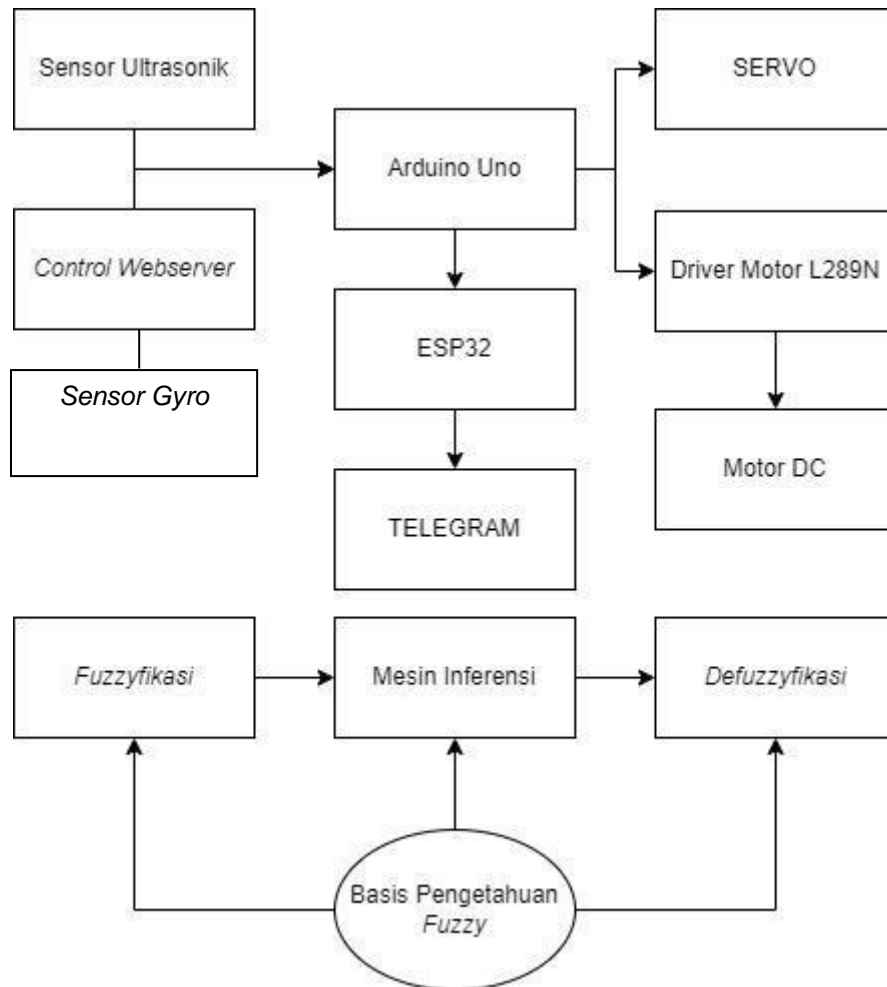 Sensor Ultrasonik
SERVO
Arduino Uno
Control Webserver
Driver Motor L289N
ESP32
Sensor Gyro
Motor DC
TELEGRAM
Fuzzyfikasi
Mesin Inferensi
Defuzzyfikasi
Basis Pengetahuan
Fuzzy